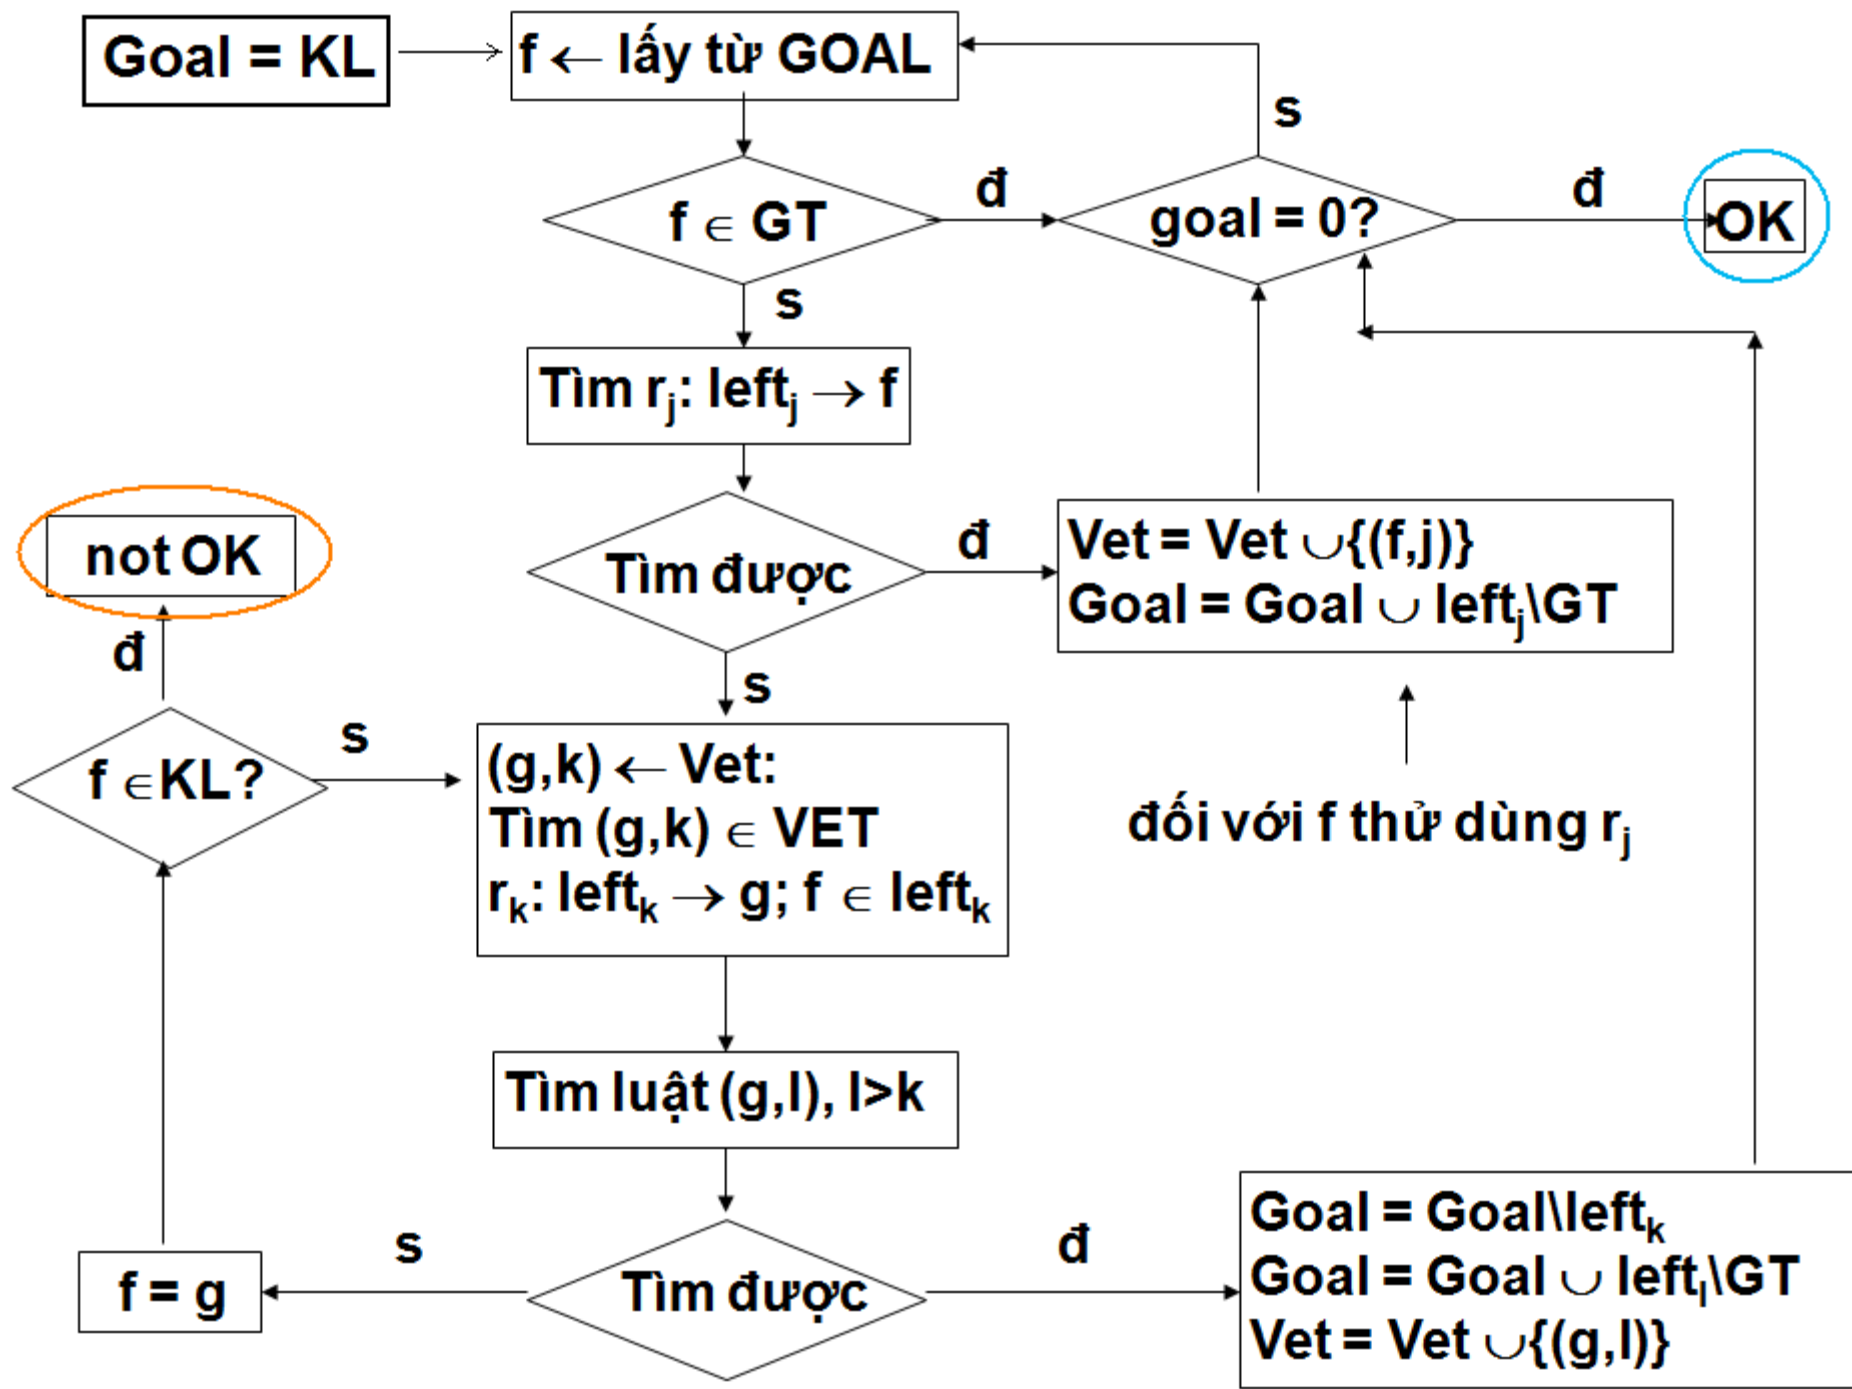 Goal = KL
f ← lấy từ GOAL
s
f ∈ GT
đ
goal = 0?
đ
OK
s
Tìm rj: leftj → f
not OK
Tìm được
đ
Vet = Vet ∪{(f,j)}
Goal = Goal ∪ leftj\GT
đ
s
f ∈KL?
s
(g,k) ← Vet:
Tìm (g,k) ∈ VET
rk: leftk → g; f ∈ leftk
đối với f thử dùng rj
Tìm luật (g,l), l>k
f = g
s
Tìm được
đ
Goal = Goal\leftk
Goal = Goal ∪ leftl\GT
Vet = Vet ∪{(g,l)}